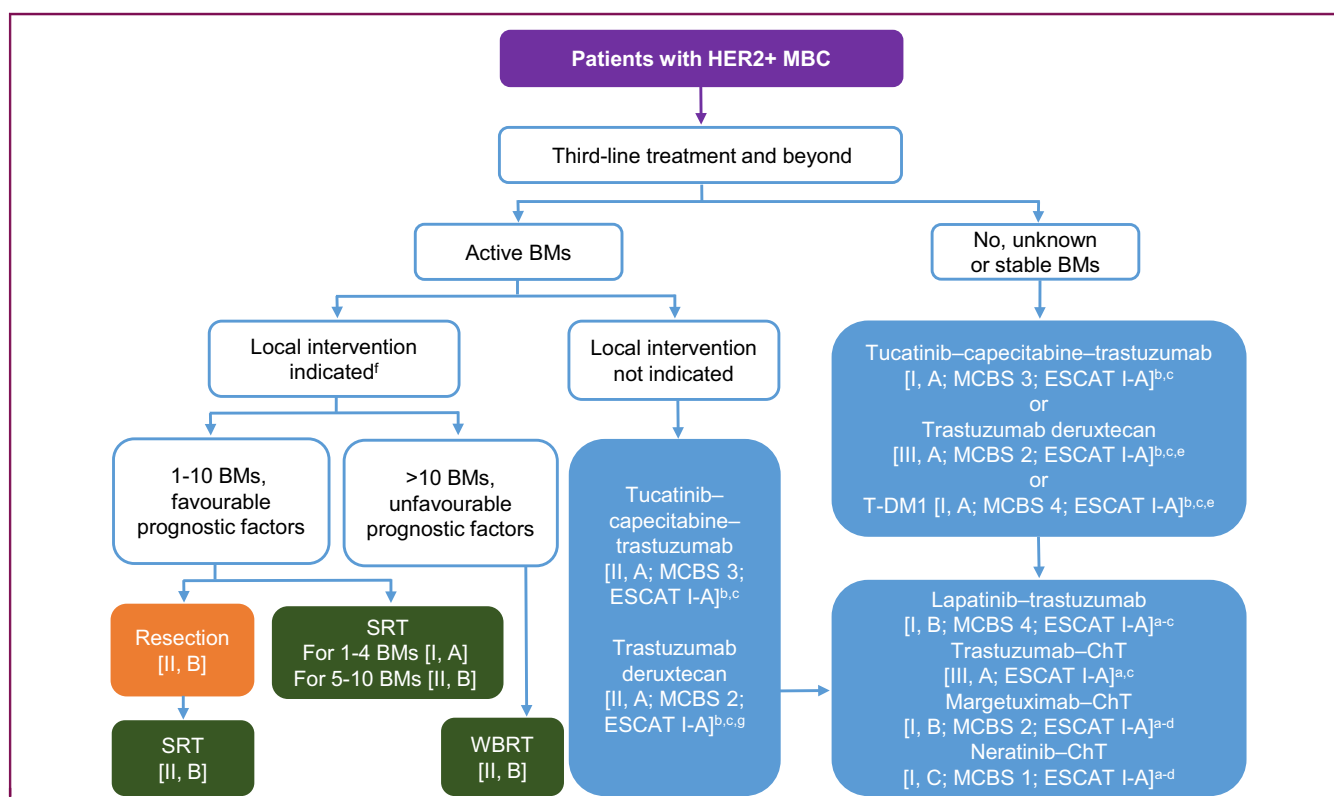 Patients with HER2+ MBC
Third-line treatment and beyond
Active BMs
No, unknown
or stable BMs
Local intervention
indicatedf
Local intervention
not indicated
1-10 BMs,
favourable
prognostic factors
>10 BMs,
unfavourable
prognostic factors
Resection
[II, B]
SRT
[II, B]
SRT
For 1-4 BMs [I, A]
For 5-10 BMs [II, B]
WBRT
[II, B]
Tucatinib–
capecitabine–
trastuzumab
[II, A; MCBS 3;
ESCAT I-A]b,c
Trastuzumab
deruxtecan
[II, A; MCBS 2;
ESCAT I-A]b,c,g
Tucatinib–capecitabine–trastuzumab
[I, A; MCBS 3; ESCAT I-A]b,c
or
Trastuzumab deruxtecan
[III, A; MCBS 2; ESCAT I-A]b,c,e
or
T-DM1 [I, A; MCBS 4; ESCAT I-A]b,c,e
Lapatinib–trastuzumab
[I, B; MCBS 4; ESCAT I-A]a-c
Trastuzumab–ChT
[III, A; ESCAT I-A]a,c
Margetuximab–ChT
[I, B; MCBS 2; ESCAT I-A]a-d
Neratinib–ChT
[I, C; MCBS 1; ESCAT I-A]a-d